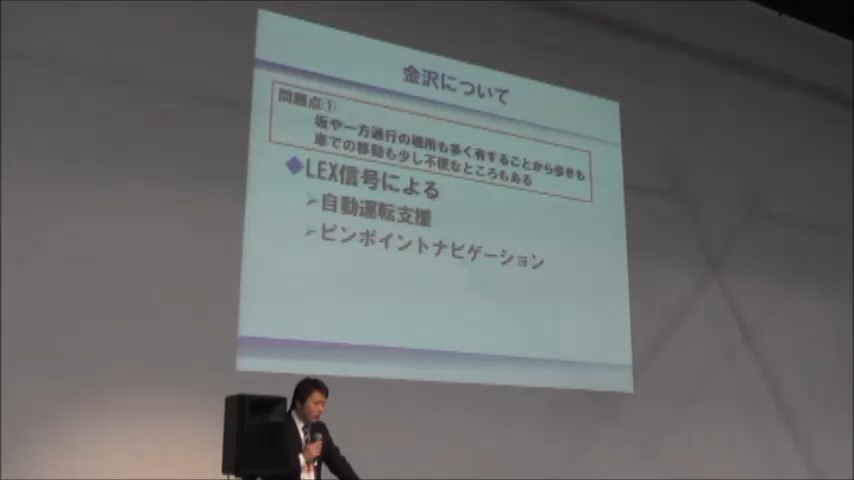 金沢について
問題点①
坂や一方通行の場所も多く有することから歩きも
車での移動も少し不便なところもある
◆LEX信号による
➢自動運転支援
➢ピンポイントナビゲーション